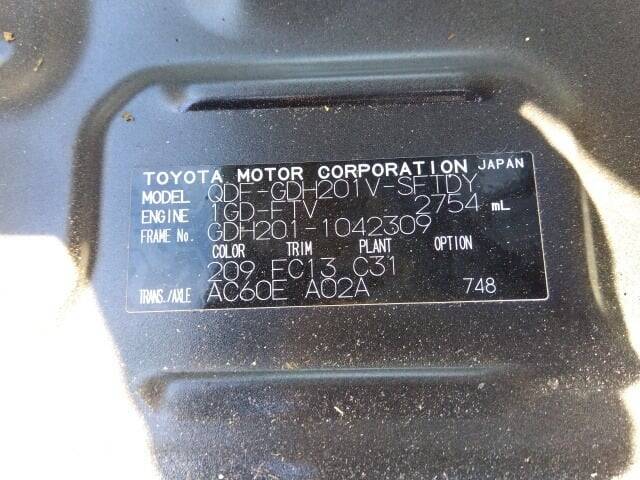 TOYOTA MOTOR CORPORATION JAPAN
MODEL QDF-GDH201V-SFTDY
ENGINE 1GD-FTV 2754 mL
FRAME No. GDH201-1042309
COLOR TRIM PLANT OPTION
209 FC13 C31
TRANS./AXLE AC60E A02A 748